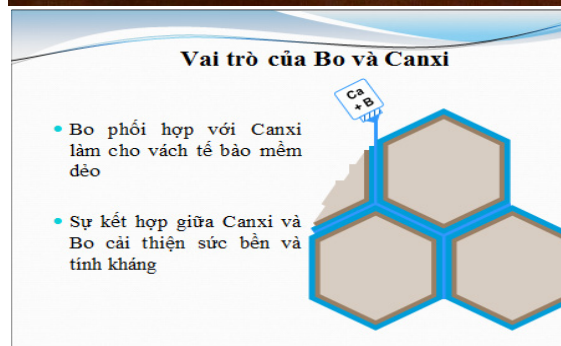 Vai trò của Bo và Canxi
Ca
+ B
• Bo phối hợp với Canxi
làm cho vách tế bào mềm
dẻo
• Sự kết hợp giữa Canxi và
Bo cải thiện sức bền và
tính kháng